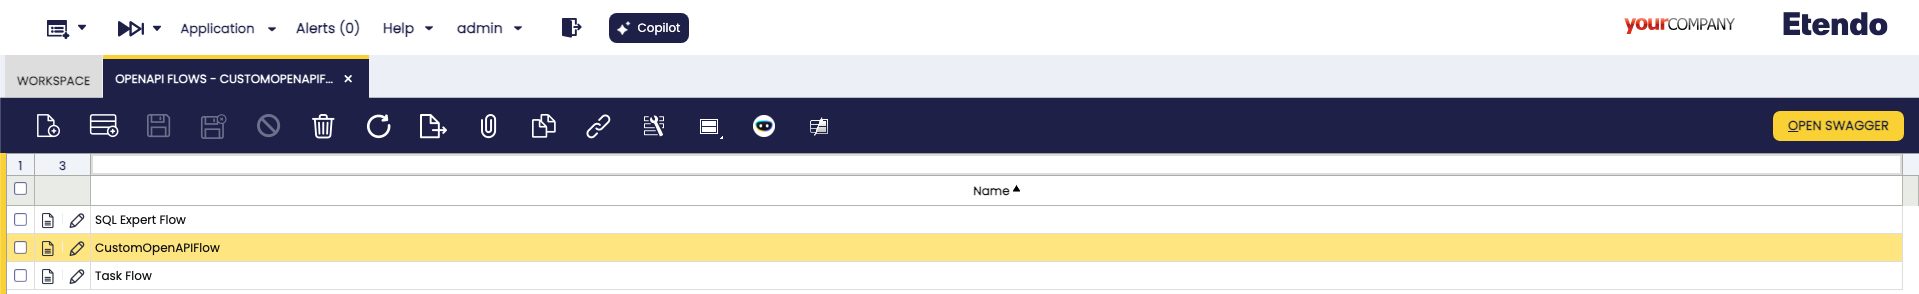 Application Alerts (0) Help admin Copilot yourCOMPANY Etendo
WORKSPACE OPENAPI FLOWS - CUSTOMOPENAPIF... ×
OPEN SWAGGER
1 3
Name
SQL Expert Flow
CustomOpenAPIFlow
Task Flow